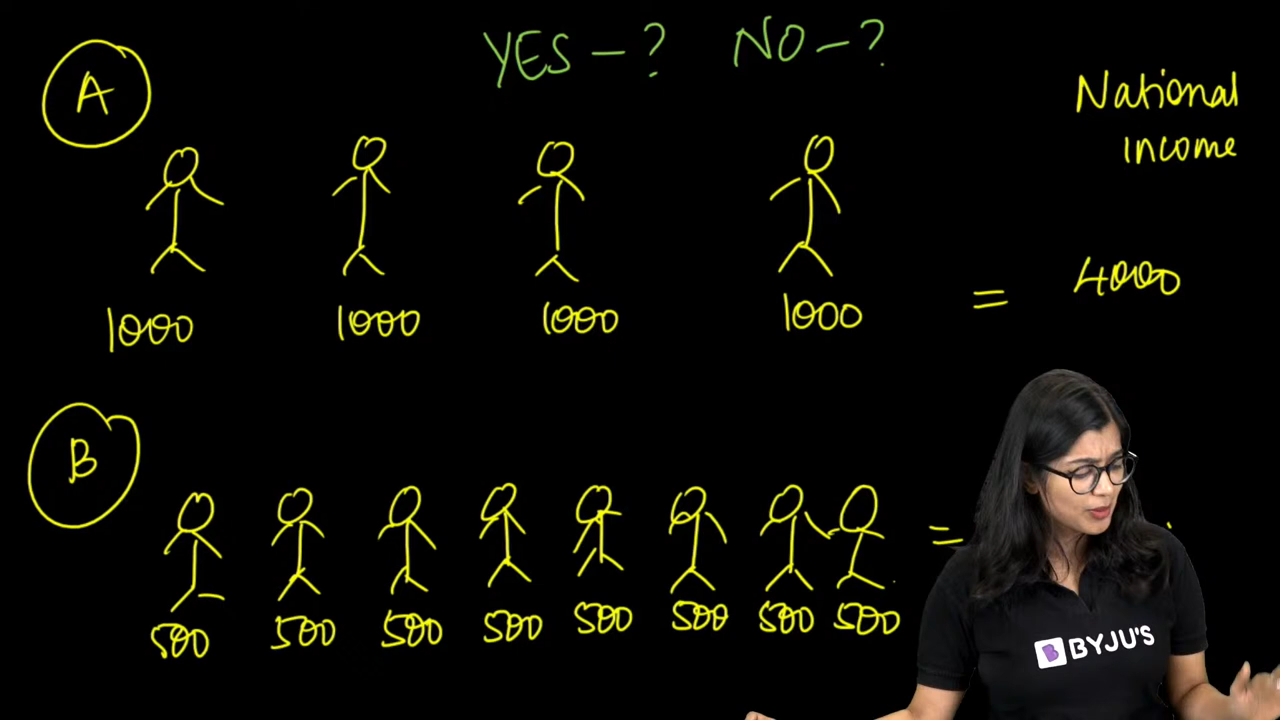 YES - ? NO - ?
A
National
income
1000 1000 1000 1000 = 4000
B
500 500 500 500 500 500 500 500 =
BYJU'S